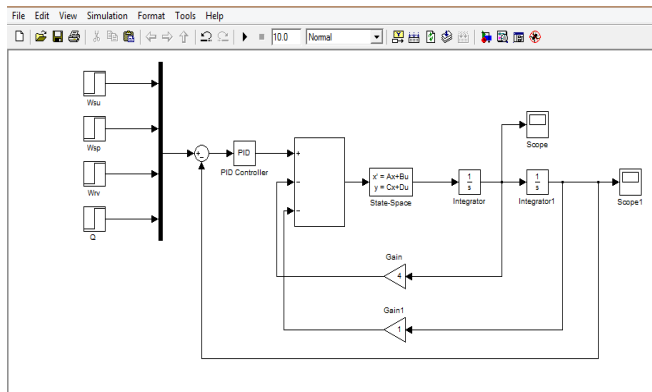 File Edit View Simulation Format Tools Help
10.0 Normal
Wsu
Wsp
Wrv
Q
+
−
PID
PID Controller
+
−
−
x' = Ax+Bu
y = Cx+Du
State-Space
1
s
Integrator
1
s
Integrator1
Scope
Scope1
Gain
4
Gain1
1